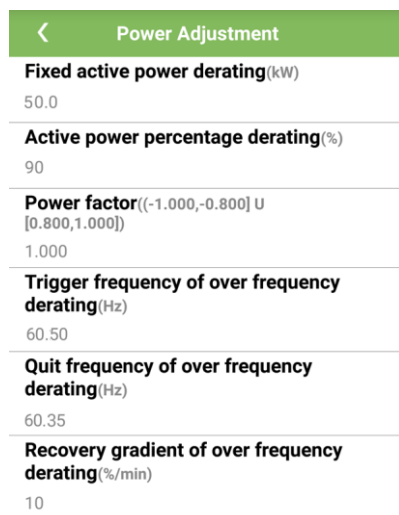 Power Adjustment
Fixed active power derating(kW)
50.0
Active power percentage derating(%)
90
Power factor((-1.000,-0.800] U
[0.800,1.000])
1.000
Trigger frequency of over frequency
derating(Hz)
60.50
Quit frequency of over frequency
derating(Hz)
60.35
Recovery gradient of over frequency
derating(%/min)
10